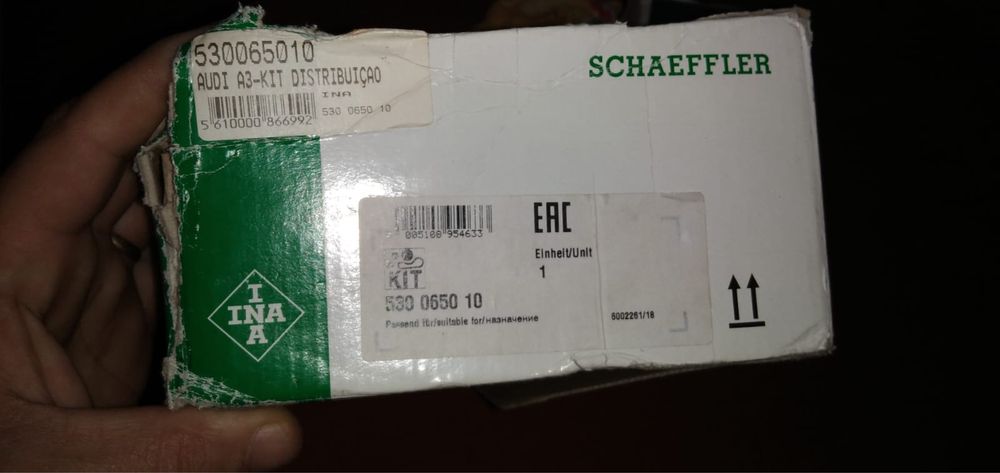 530065010
AUDI A3-KIT DISTRIBUIÇAO
INA
530 0650 10
5 610000 866992
SCHAEFFLER
005108 954633
EAC
Einheit/Unit
1
KIT
530 0650 10
Passend für/suitable for/назначение
6002261/18
INA
INA